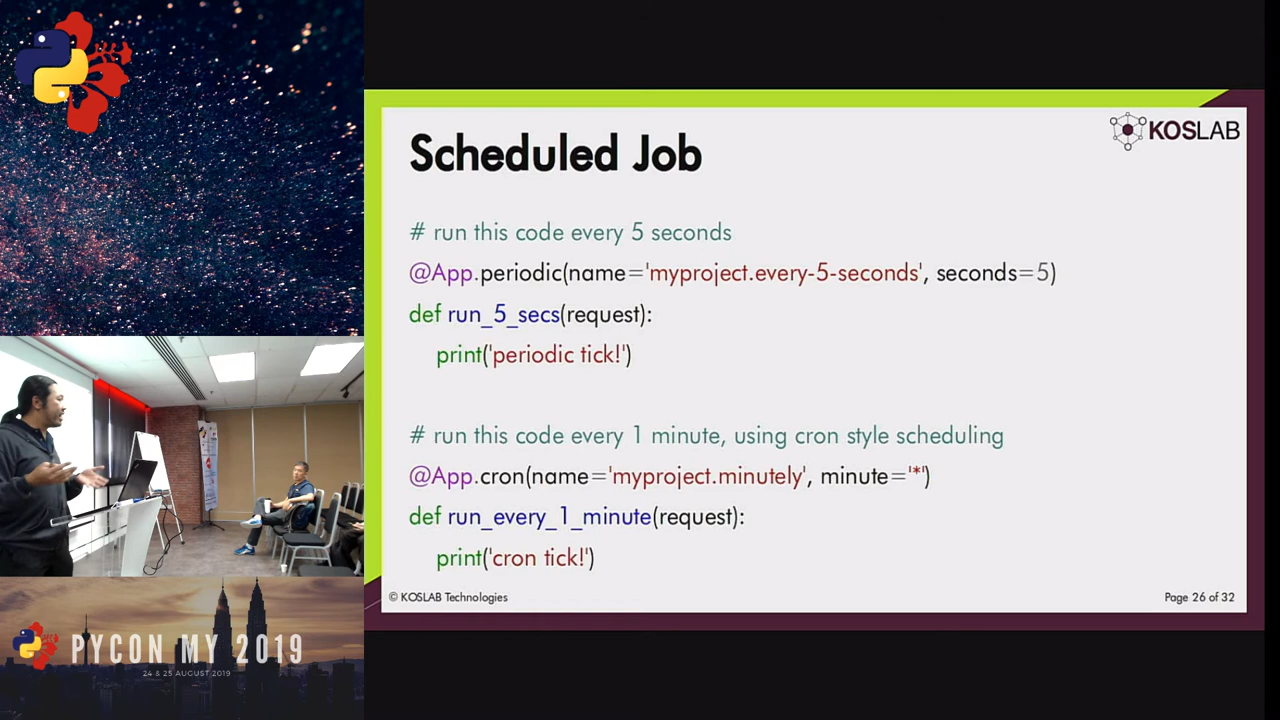 KOSLAB
Scheduled Job
# run this code every 5 seconds
@App.periodic(name='myproject.every-5-seconds', seconds=5)
def run_5_secs(request):
print('periodic tick!')
# run this code every 1 minute, using cron style scheduling
@App.cron(name='myproject.minutely', minute='*')
def run_every_1_minute(request):
print('cron tick!')
© KOSLAB Technologies
Page 26 of 32
PYCON MY 2019
24 & 25 AUGUST 2019